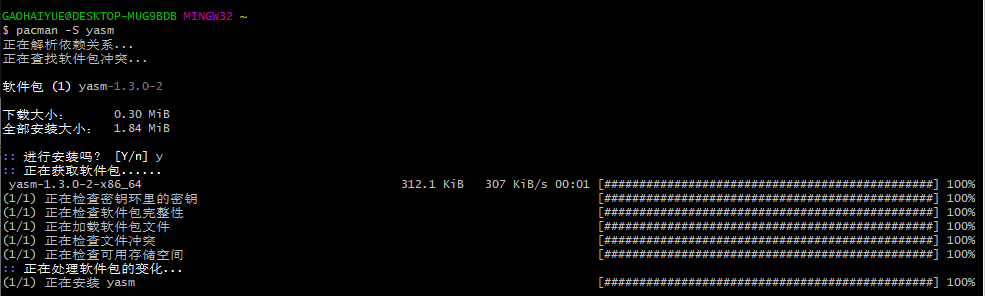 GAOHAIYUE@DESKTOP-MUG9BDB MINGW32 ~
$ pacman -S yasm
正在解析依赖关系...
正在查找软件包冲突...
软件包 (1) yasm-1.3.0-2
下载大小： 0.30 MiB
全部安装大小： 1.84 MiB
:: 进行安装吗？ [Y/n] y
:: 正在获取软件包......
yasm-1.3.0-2-x86_64 312.1 KiB 307 KiB/s 00:01 [###############################################] 100%
(1/1) 正在检查密钥环里的密钥 [###############################################] 100%
(1/1) 正在检查软件包完整性 [###############################################] 100%
(1/1) 正在加载软件包文件 [###############################################] 100%
(1/1) 正在检查文件冲突 [###############################################] 100%
(1/1) 正在检查可用存储空间 [###############################################] 100%
:: 正在处理软件包的变化...
(1/1) 正在安装 yasm [###############################################] 100%